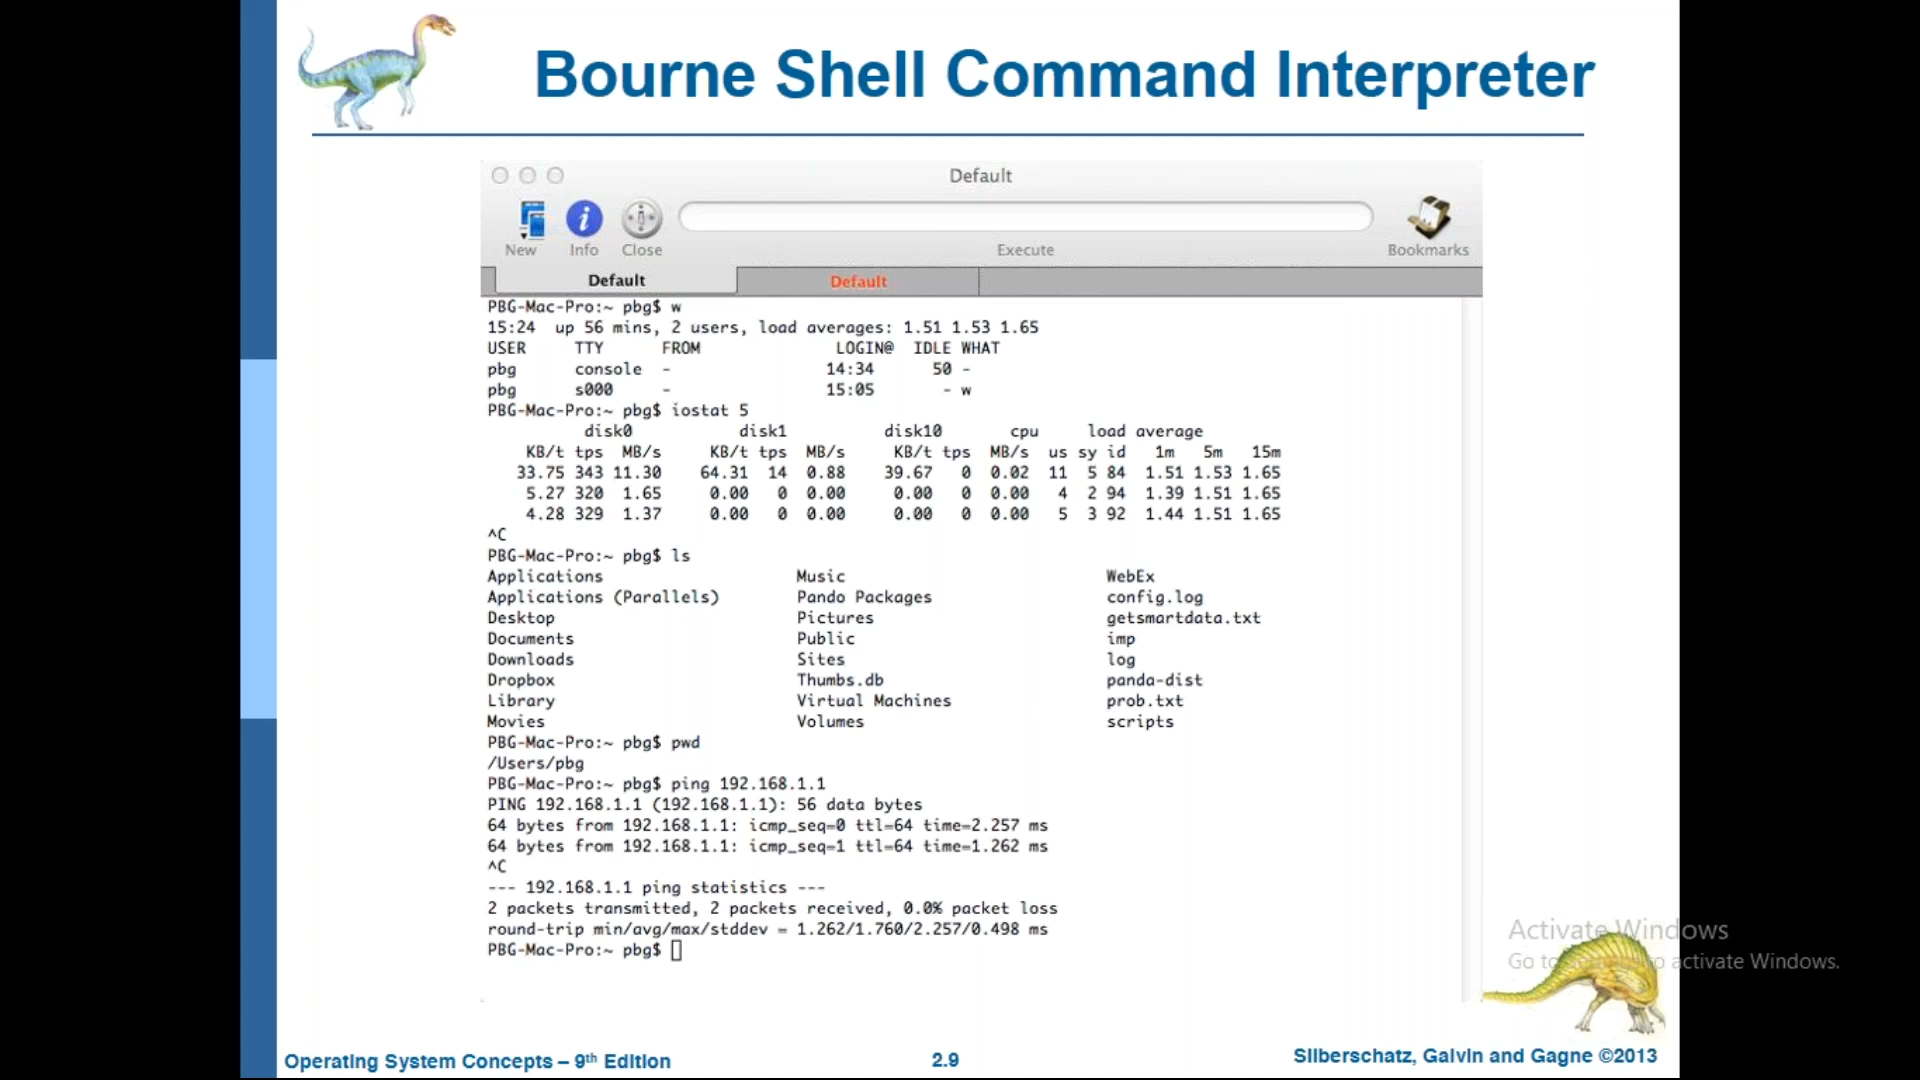 Bourne Shell Command Interpreter
Default
New Info Close Execute Bookmarks
Default Default
PBG-Mac-Pro:~ pbg$ w
15:24  up 56 mins, 2 users, load averages: 1.51 1.53 1.65
USER     TTY      FROM              LOGIN@  IDLE WHAT
pbg      console  -                14:34      50 -
pbg      s000     -                15:05       - w
PBG-Mac-Pro:~ pbg$ iostat 5
          disk0           disk1          disk10       cpu     load average
    KB/t tps  MB/s     KB/t tps  MB/s     KB/t tps  MB/s  us sy id   1m   5m   15m
   33.75 343 11.30    64.31  14  0.88    39.67   0  0.02  11  5 84  1.51 1.53 1.65
    5.27 320  1.65     0.00   0  0.00     0.00   0  0.00   4  2 94  1.39 1.51 1.65
    4.28 329  1.37     0.00   0  0.00     0.00   0  0.00   5  3 92  1.44 1.51 1.65
^C
PBG-Mac-Pro:~ pbg$ ls
Applications                    Music                           WebEx
Applications (Parallels)        Pando Packages                  config.log
Desktop                         Pictures                        getsmartdata.txt
Documents                       Public                          imp
Downloads                       Sites                           log
Dropbox                         Thumbs.db                       panda-dist
Library                         Virtual Machines                prob.txt
Movies                          Volumes                         scripts
PBG-Mac-Pro:~ pbg$ pwd
/Users/pbg
PBG-Mac-Pro:~ pbg$ ping 192.168.1.1
PING 192.168.1.1 (192.168.1.1): 56 data bytes
64 bytes from 192.168.1.1: icmp_seq=0 ttl=64 time=2.257 ms
64 bytes from 192.168.1.1: icmp_seq=1 ttl=64 time=1.262 ms
^C
--- 192.168.1.1 ping statistics ---
2 packets transmitted, 2 packets received, 0.0% packet loss
round-trip min/avg/max/stddev = 1.262/1.760/2.257/0.498 ms
PBG-Mac-Pro:~ pbg$
Activate Windows
Go to activate Windows.
Operating System Concepts – 9th Edition 2.9 Silberschatz, Galvin and Gagne ©2013